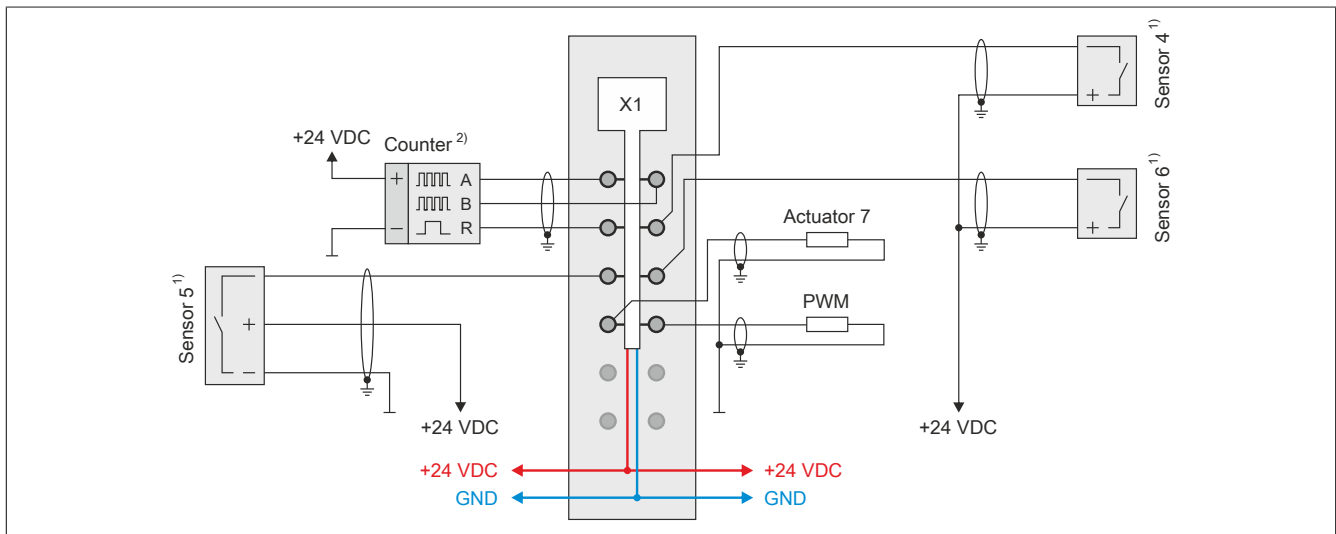 X1
Sensor 4 1)
+
+24 VDC
Counter 2)
+
A
B
–
R
Sensor 6 1)
+
Actuator 7
Sensor 5 1)
+
–
PWM
+24 VDC
+24 VDC
+24 VDC
+24 VDC
GND
GND